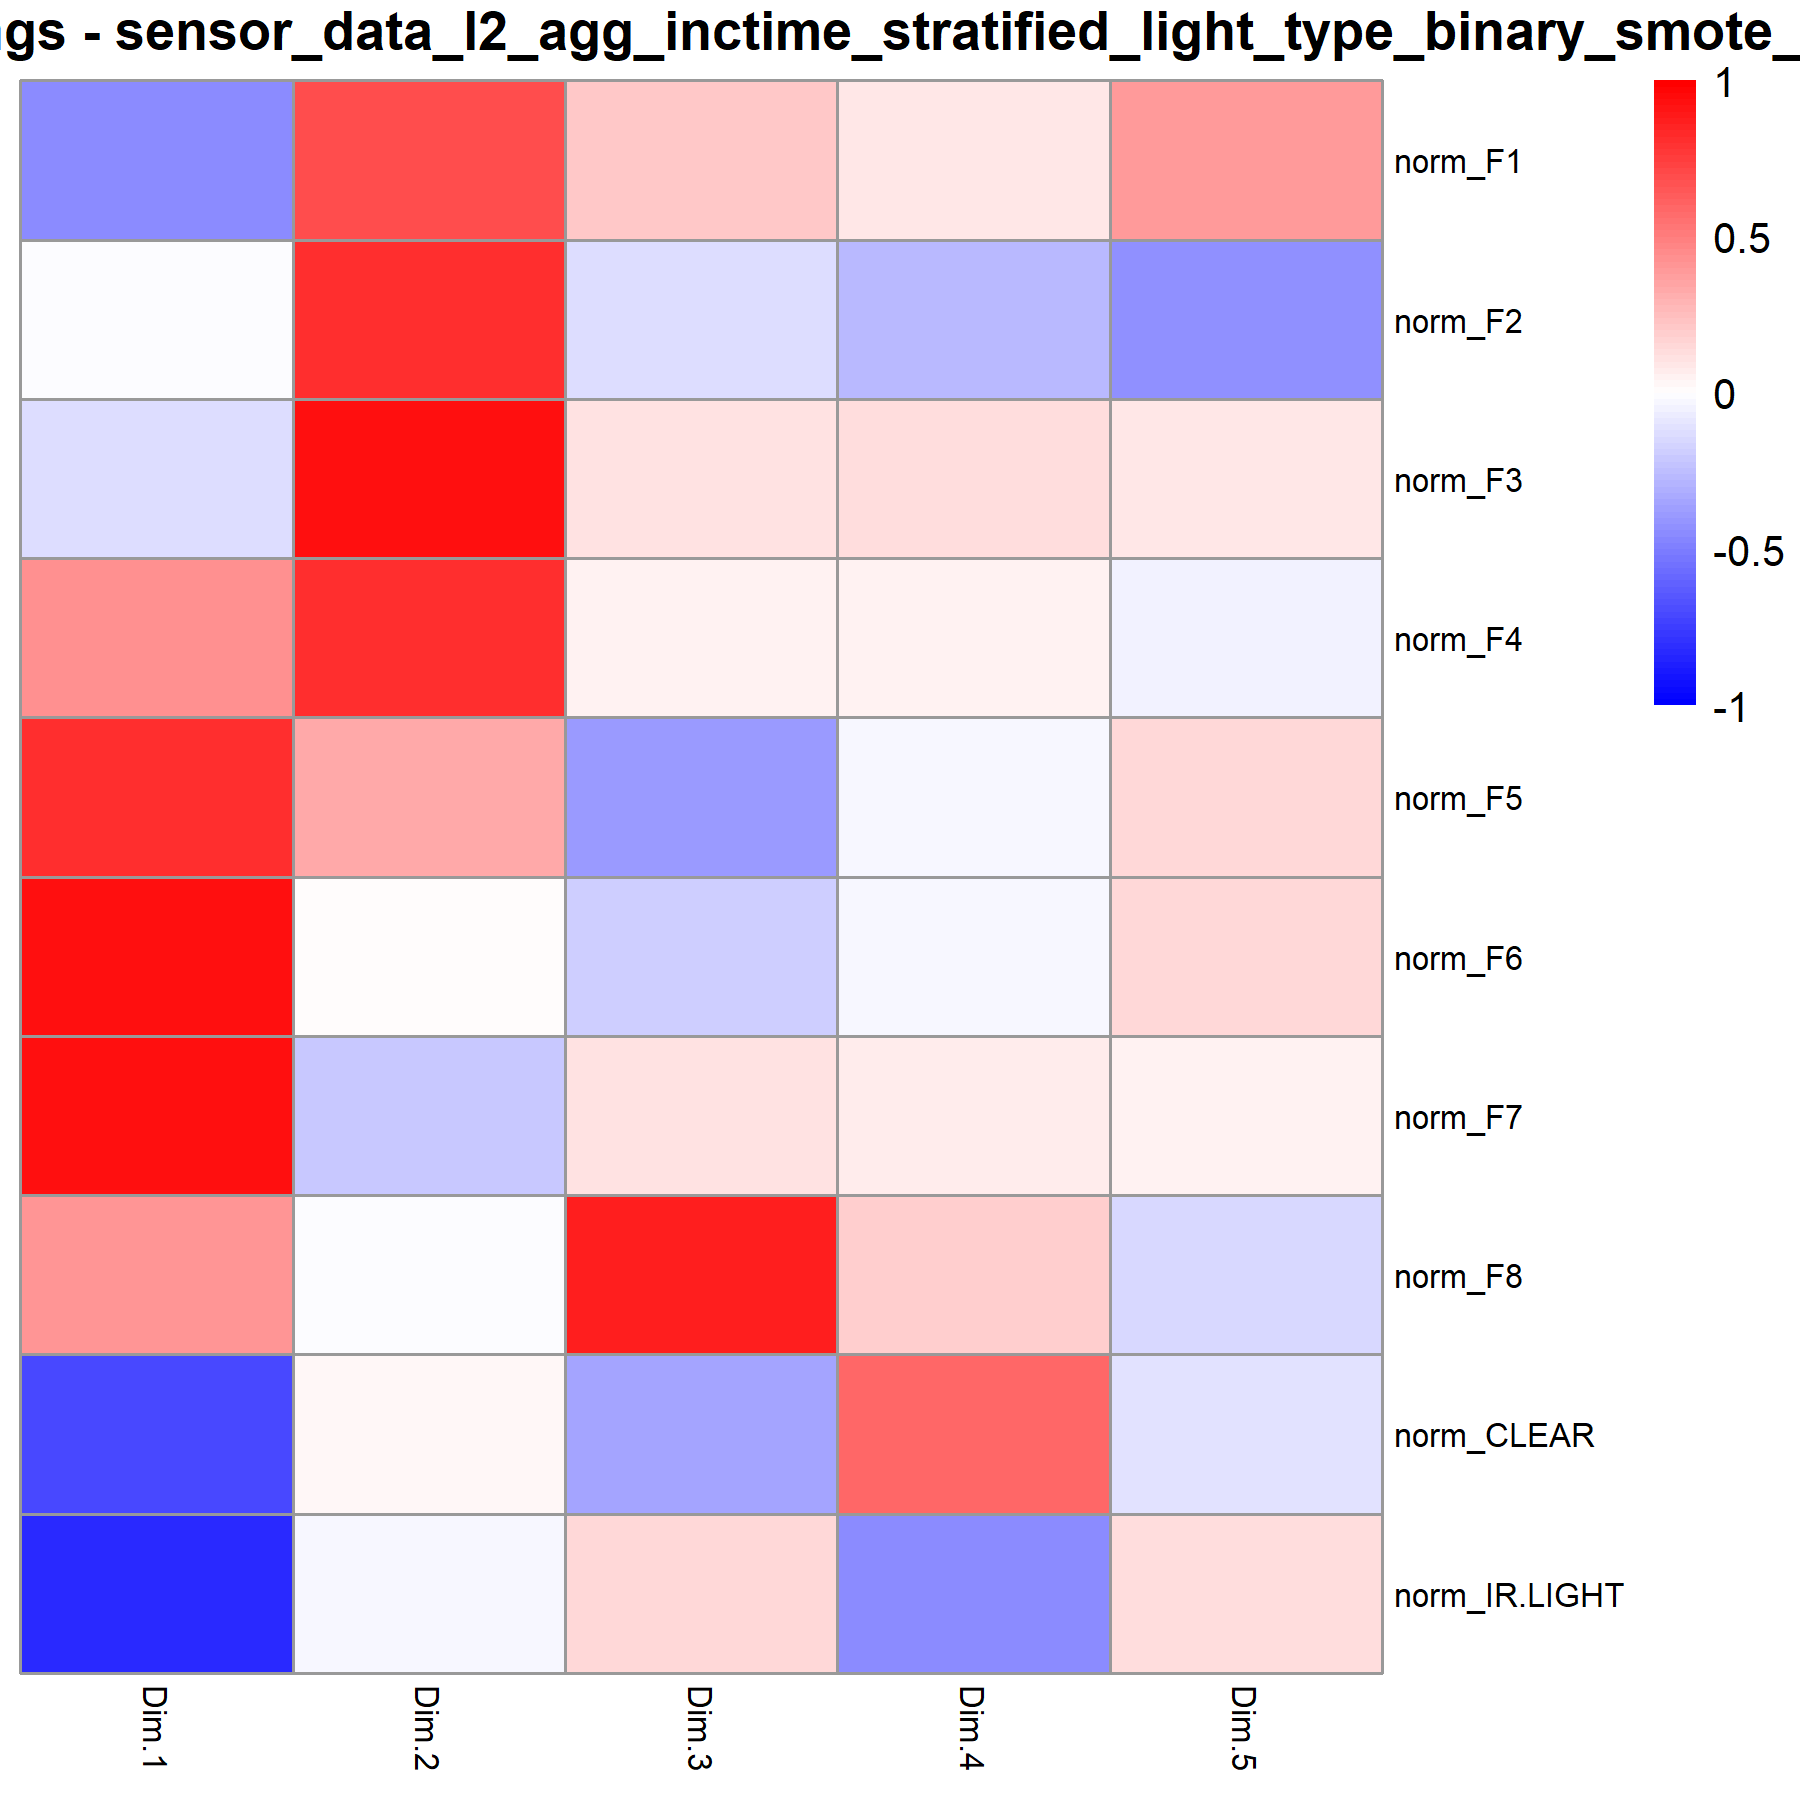 gs - sensor_data_l2_agg_inctime_stratified_light_type_binary_smote_
1
0.5
0
-0.5
-1
norm_F1
norm_F2
norm_F3
norm_F4
norm_F5
norm_F6
norm_F7
norm_F8
norm_CLEAR
norm_IR.LIGHT
Dim.1
Dim.2
Dim.3
Dim.4
Dim.5